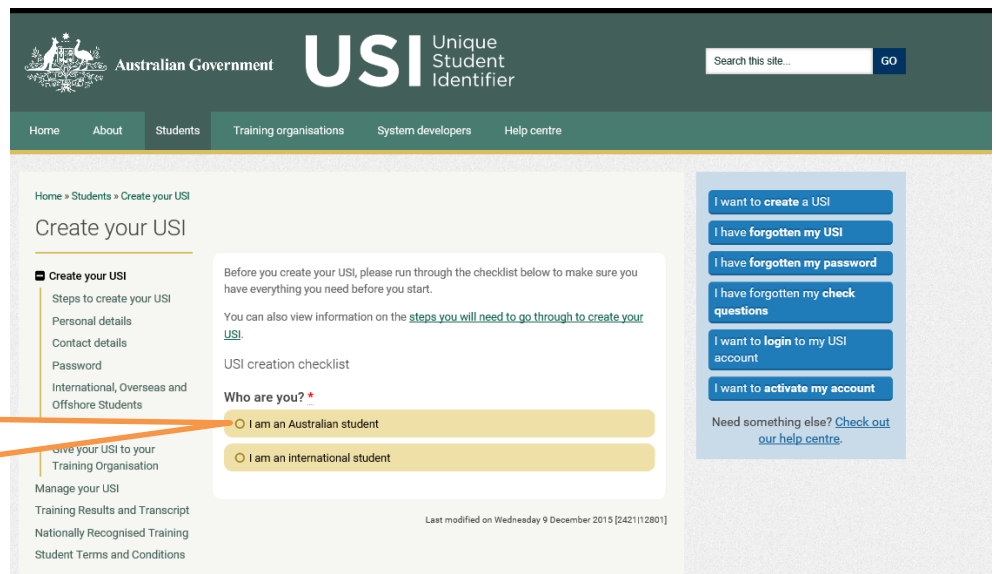 Australian Government
USI
Unique
Student
Identifier
Search this site...
GO
Home
About
Students
Training organisations
System developers
Help centre
Home » Students » Create your USI
Create your USI
Create your USI
Steps to create your USI
Personal details
Contact details
Password
International, Overseas and
Offshore Students
Give your USI to your
Training Organisation
Manage your USI
Training Results and Transcript
Nationally Recognised Training
Student Terms and Conditions
Before you create your USI, please run through the checklist below to make sure you
have everything you need before you start.
You can also view information on the steps you will need to go through to create your
USI.
USI creation checklist
Who are you? *
I am an Australian student
I am an international student
Last modified on Wednesday 9 December 2015 [2421|12801]
I want to create a USI
I have forgotten my USI
I have forgotten my password
I have forgotten my check
questions
I want to login to my USI
account
I want to activate my account
Need something else? Check out
our help centre.